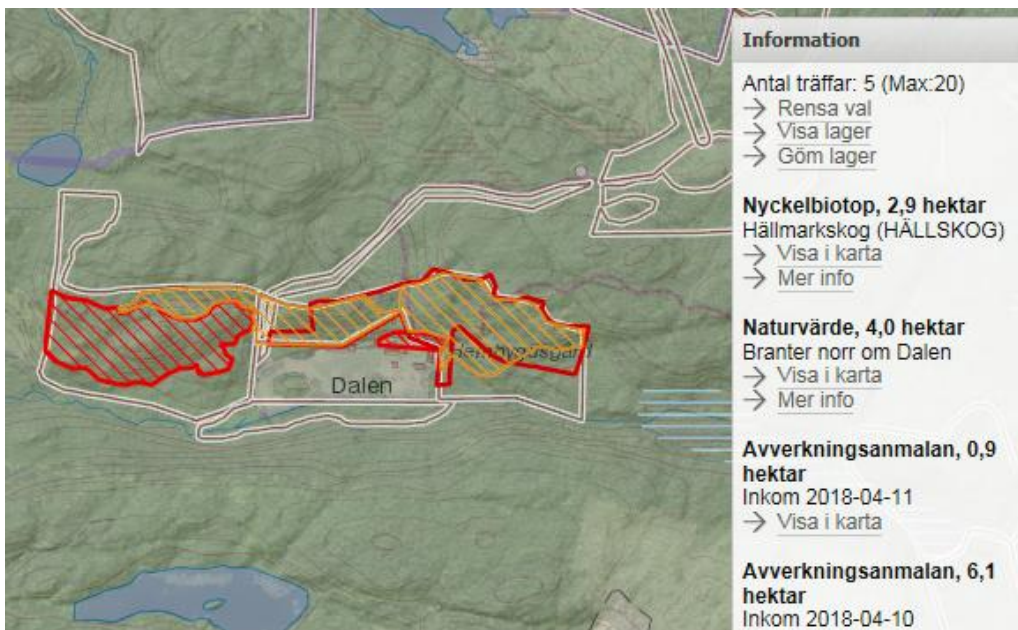 Information
Antal träffar: 5 (Max:20)
→ Rensa val
→ Visa lager
→ Göm lager
Nyckelbiotop, 2,9 hektar
Hällmarkskog (HÄLLSKOG)
→ Visa i karta
→ Mer info
Naturvärde, 4,0 hektar
Branter norr om Dalen
→ Visa i karta
→ Mer info
Avverkningsanmalan, 0,9
hektar
Inkom 2018-04-11
→ Visa i karta
Avverkningsanmalan, 6,1
hektar
Inkom 2018-04-10
Dalen